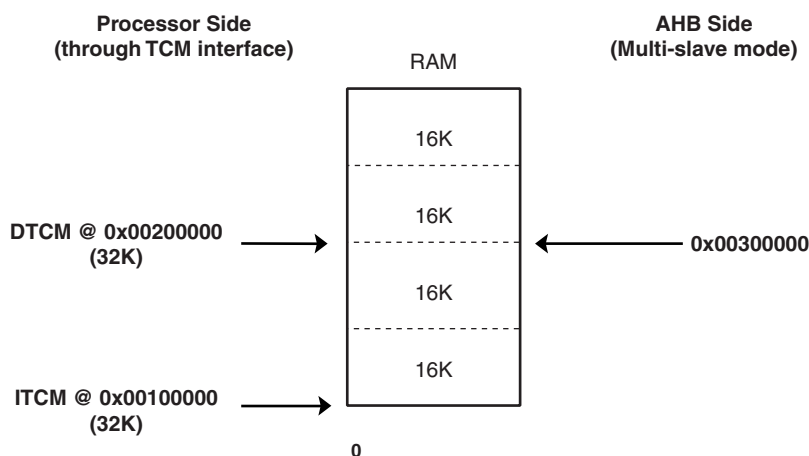 Processor Side
(through TCM interface)
AHB Side
(Multi-slave mode)
RAM
16K
16K
DTCM @ 0x00200000
(32K)
0x00300000
16K
16K
ITCM @ 0x00100000
(32K)
0